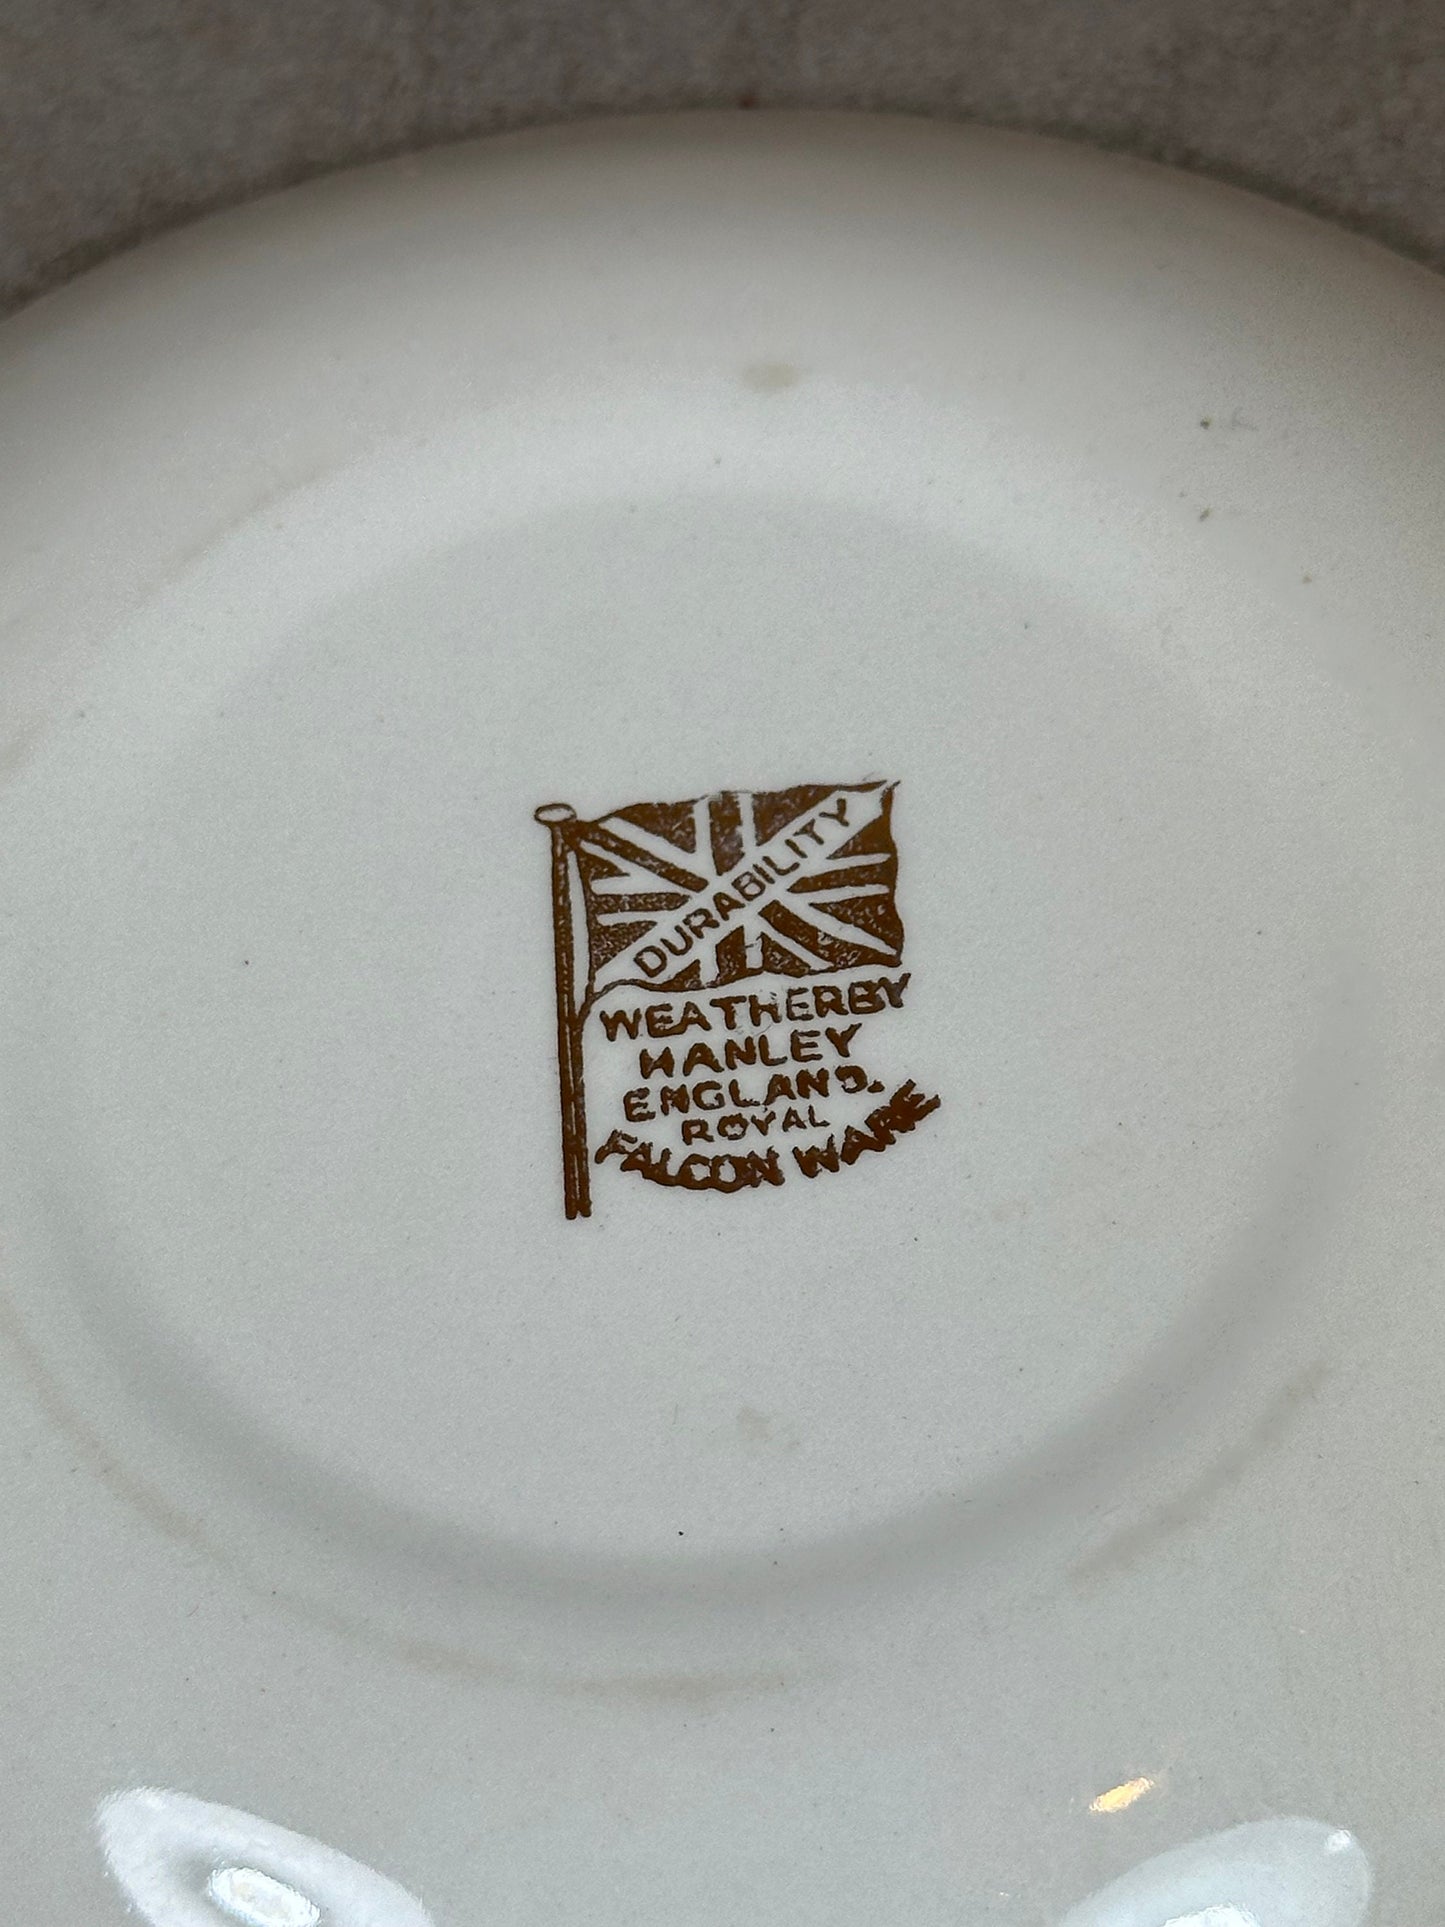 DURABILITY
WEATHERBY
HANLEY
ENGLAND.
ROYAL
FALCON WARE